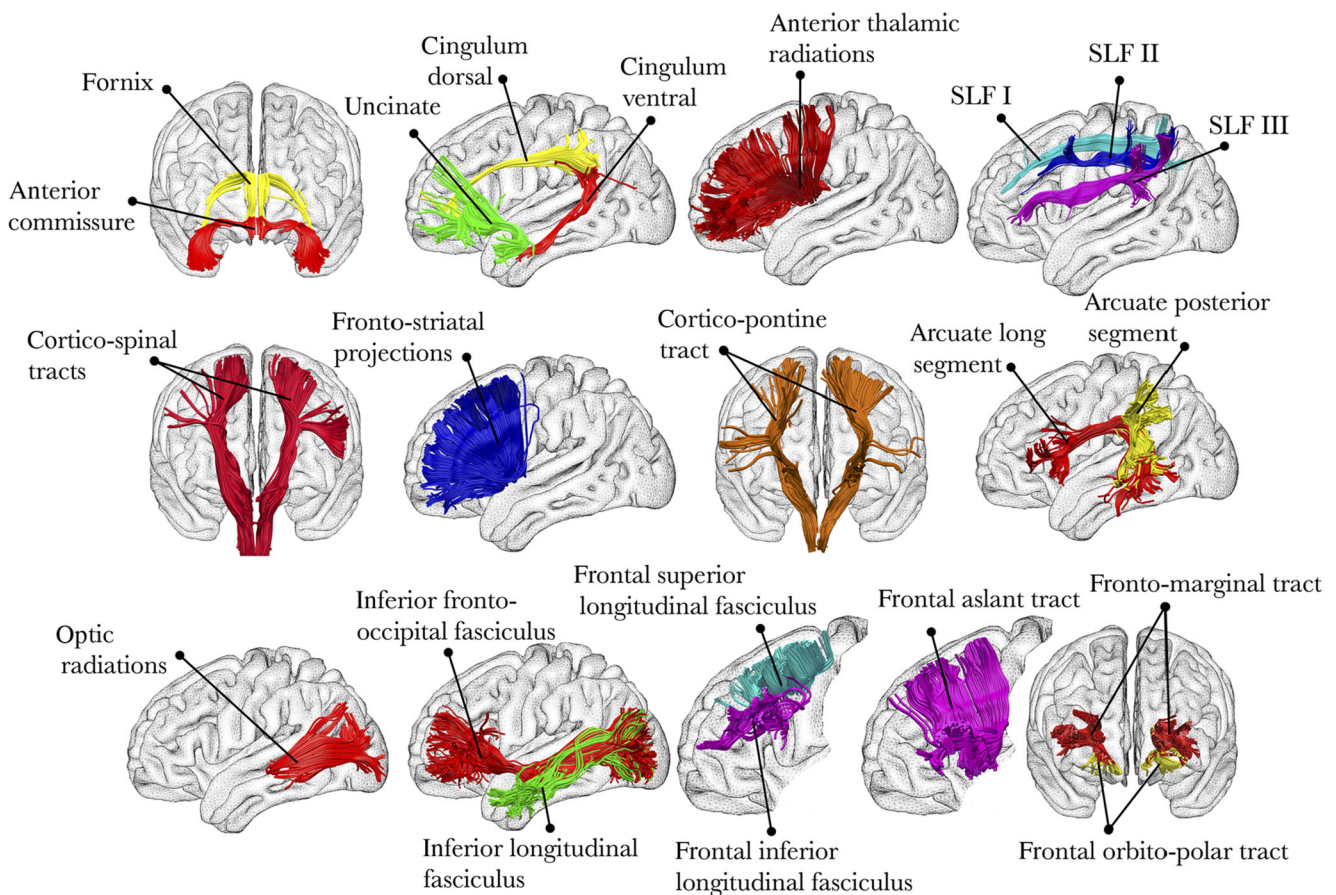 Fornix
Anterior
commissure
Cingulum
dorsal
Uncinate
Cingulum
ventral
Anterior thalamic
radiations
SLF II
SLF I
SLF III
Cortico-spinal
tracts
Fronto-striatal
projections
Cortico-pontine
tract
Arcuate long
segment
Arcuate posterior
segment
Optic
radiations
Inferior fronto-
occipital fasciculus
Inferior longitudinal
fasciculus
Frontal superior
longitudinal fasciculus
Frontal inferior
longitudinal fasciculus
Frontal aslant tract
Fronto-marginal tract
Frontal orbito-polar tract